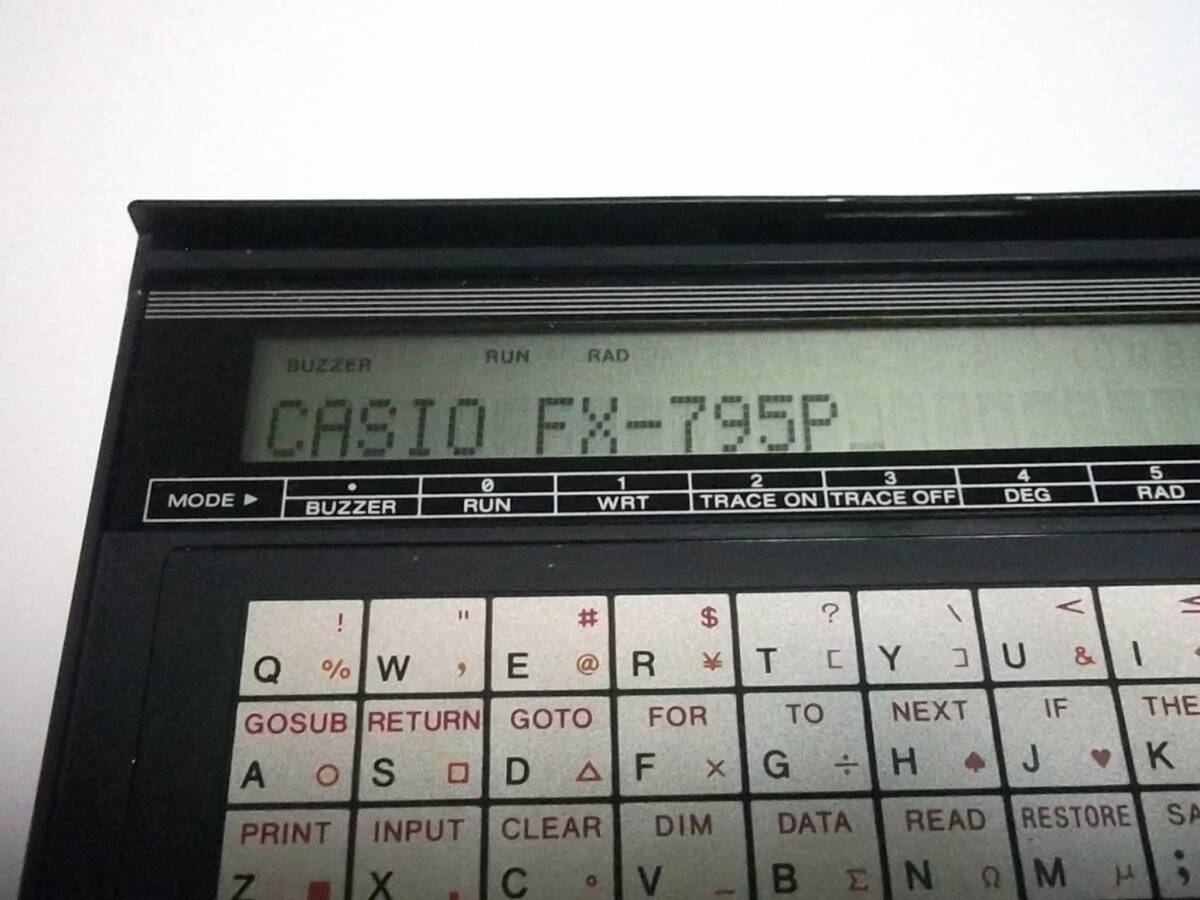 BUZZER RUN RAD
CASIO FX-795P_
MODE ► • 0 1 2 3 4 5
BUZZER RUN WRT TRACE ON TRACE OFF DEG RAD
! " # $ ? \ < ≤
Q % W , E @ R ¥ T [ Y ] U & I
GOSUB RETURN GOTO FOR TO NEXT IF
A ○ S □ D △ F × G ÷ H ♠ J ♥ K
PRINT INPUT CLEAR DIM DATA READ RESTORE
Z ■ X . C ° V _ B Σ N Ω M µ ;